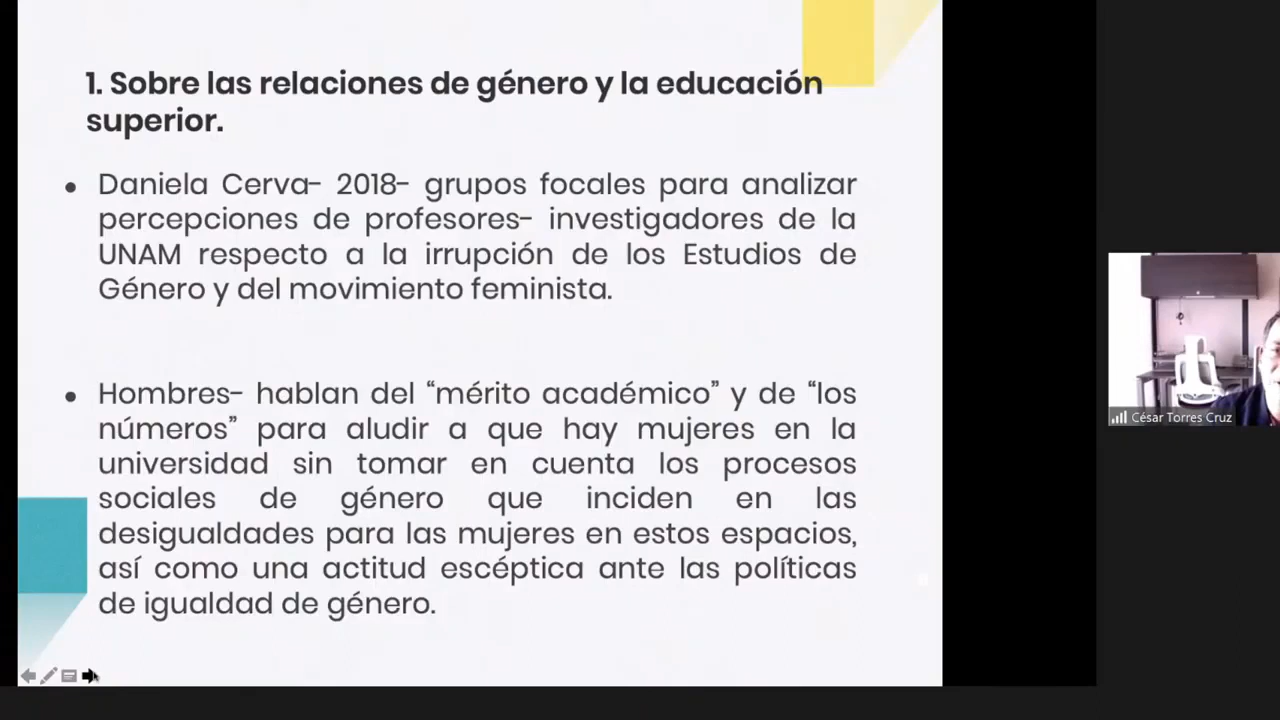 1. Sobre las relaciones de género y la educación
superior.
● Daniela Cerva- 2018- grupos focales para analizar
percepciones de profesores- investigadores de la
UNAM respecto a la irrupción de los Estudios de
Género y del movimiento feminista.
● Hombres- hablan del “mérito académico” y de “los
números” para aludir a que hay mujeres en la
universidad sin tomar en cuenta los procesos
sociales de género que inciden en las
desigualdades para las mujeres en estos espacios,
así como una actitud escéptica ante las políticas
de igualdad de género.
César Torres Cruz